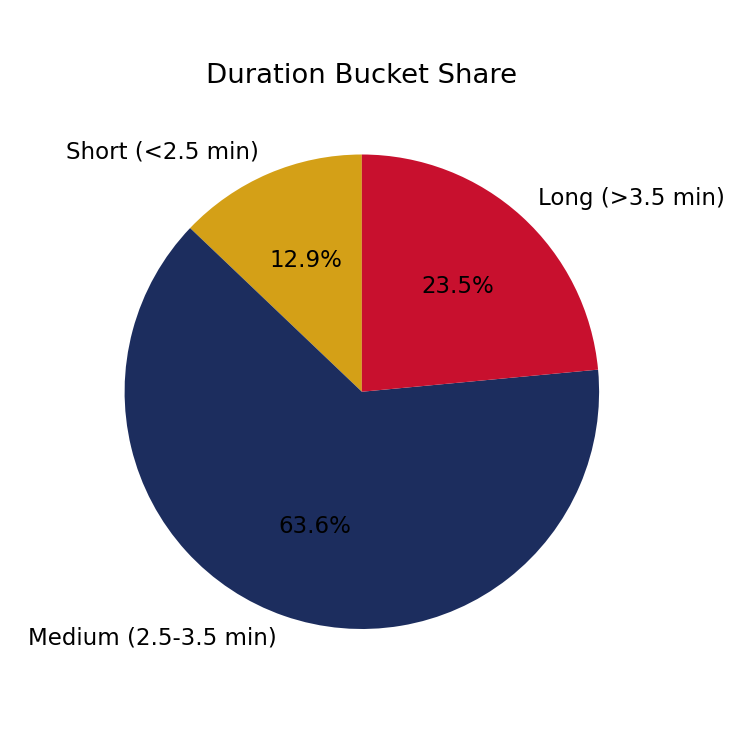 Duration Bucket Share
Short (<2.5 min)
Long (>3.5 min)
12.9%
23.5%
63.6%
Medium (2.5-3.5 min)